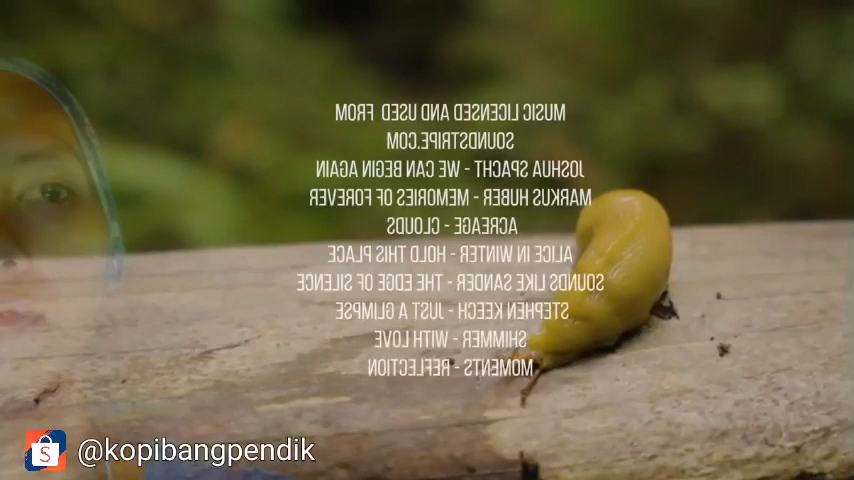 MUSIC LICENSED AND USED FROM
SOUNDSTRIPE.COM
JOSHUA SPACHT - WE CAN BEGIN AGAIN
MARKUS HUBER - MEMORIES OF FOREVER
ACREAGE - CLOUDS
ALICE IN WINTER - HOLD THIS PLACE
SOUNDS LIKE SANDER - THE EDGE OF SILENCE
STEPHEN KEECH - JUST A GLIMPSE
SHIMMER - WITH LOVE
MOMENTS - REFLECTION
@kopibangpendik